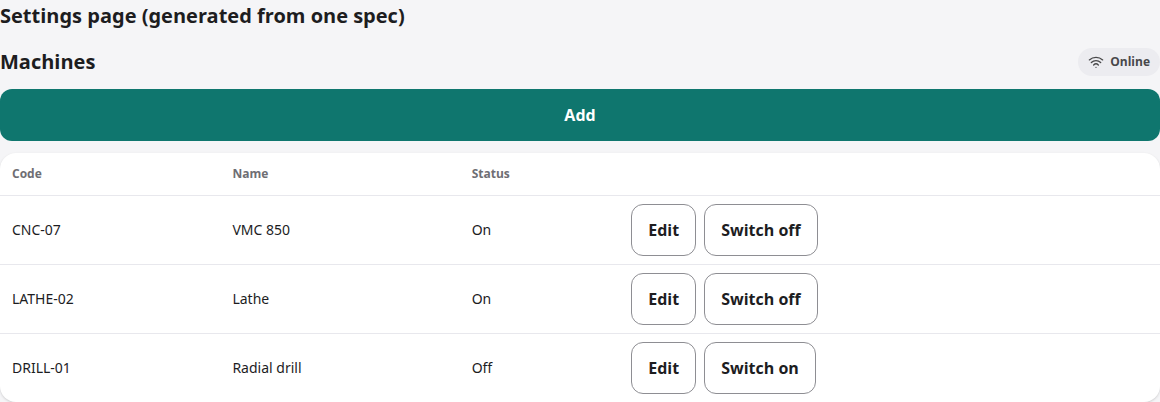 Settings page (generated from one spec)
Machines
Online
Add
Code Name Status
CNC-07 VMC 850 On Edit Switch off
LATHE-02 Lathe On Edit Switch off
DRILL-01 Radial drill Off Edit Switch on